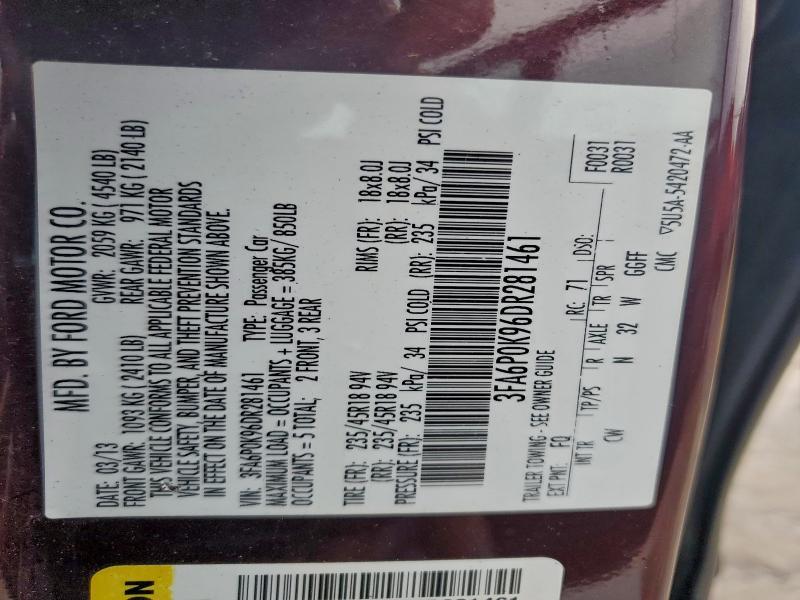 MFD. BY FORD MOTOR CO.
DATE: 03/13 GVWR: 2059 KG ( 4540 LB)
FRONT GAWR: 1093 KG ( 2410 LB) REAR GAWR: 971 KG ( 2140 LB)
THIS VEHICLE CONFORMS TO ALL APPLICABLE FEDERAL MOTOR
VEHICLE SAFETY, BUMPER, AND THEFT PREVENTION STANDARDS
IN EFFECT ON THE DATE OF MANUFACTURE SHOWN ABOVE.
VIN: 3FA6P0K96DR281461 TYPE: Passenger Car
MAXIMUM LOAD = OCCUPANTS + LUGGAGE = 385KG/ 850LB
OCCUPANTS = 5 TOTAL; 2 FRONT, 3 REAR
TIRE (FR): 235/45R18 94V RIMS (FR): 18x8.0J
(RR): 235/45R18 94V (RR): 18x8.0J
PRESSURE (FR): 235 kPa/ 34 PSI COLD (RR): 235 kPa/ 34 PSI COLD
3FA6P0K96DR281461
TRAILER TOWING - SEE OWNER GUIDE
EXT PNT: FQ RC: 71 DSO: F0031
R0031
INT TR TP/PS R AXLE TR SPR
CW N 32 W GGFF
CMC ▽5U5A-5420472-AA
ON